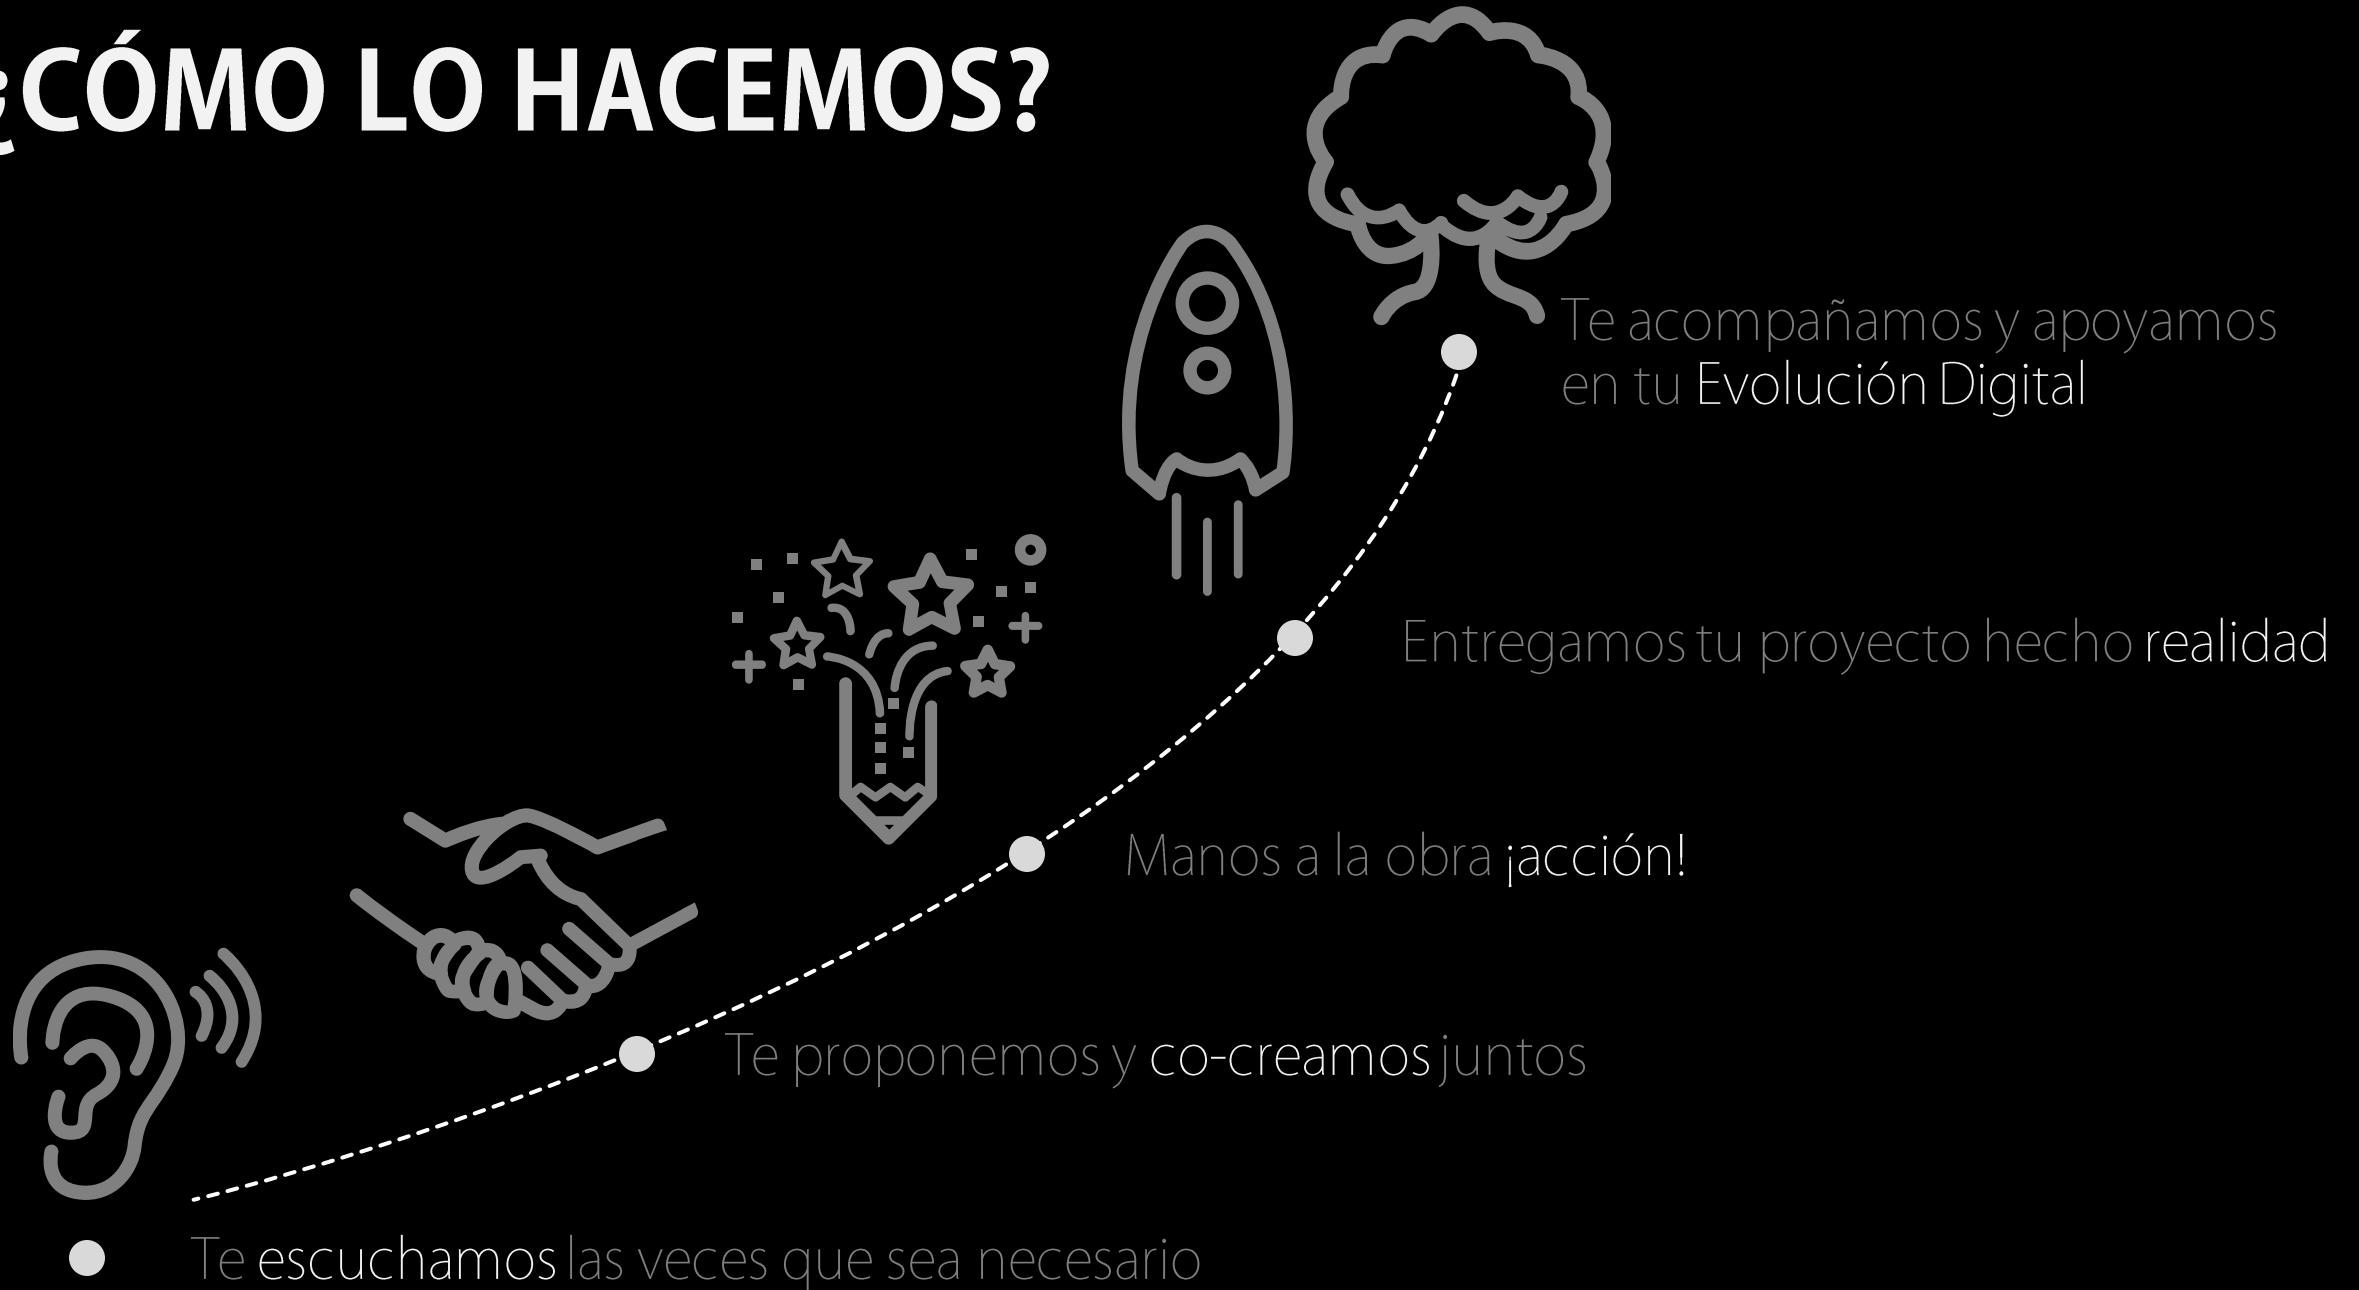 ¿CÓMO LO HACEMOS?
Te acompañamos y apoyamos
en tu Evolución Digital
Entregamos tu proyecto hecho realidad
Manos a la obra ¡acción!
Te proponemos y co-creamos juntos
Te escuchamos las veces que sea necesario